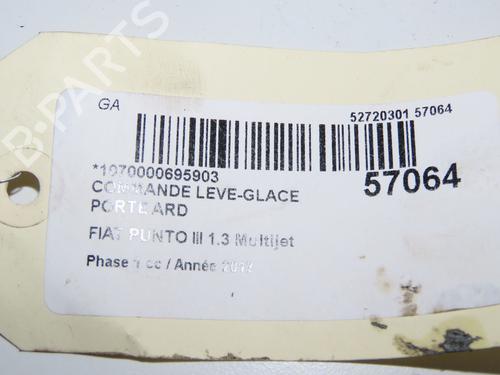 GA
52720301 57064
*1070000695903
57064
COMMANDE LEVE-GLACE
PORTE ARD
FIAT PUNTO III 1.3 Multijet
Phase 1 cc / Année
B-PARTS